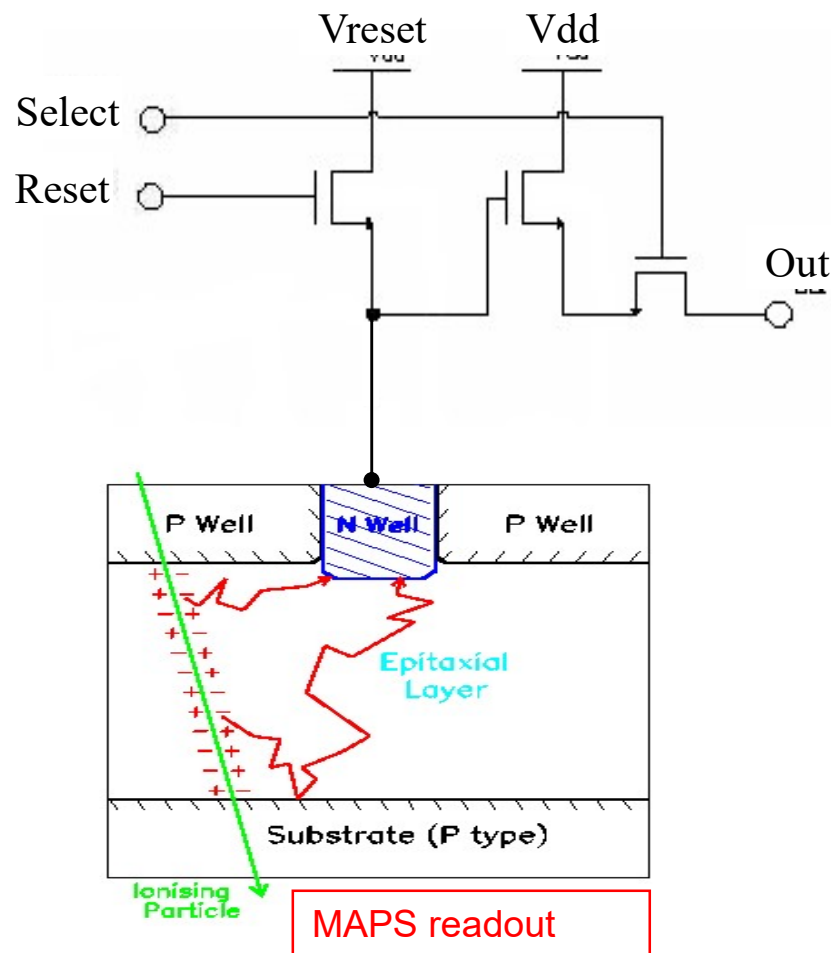 Vreset Vdd
Select
Reset
Out
P Well N Well P Well
Epitaxial
Layer
Substrate (P type)
Ionising
Particle
MAPS readout